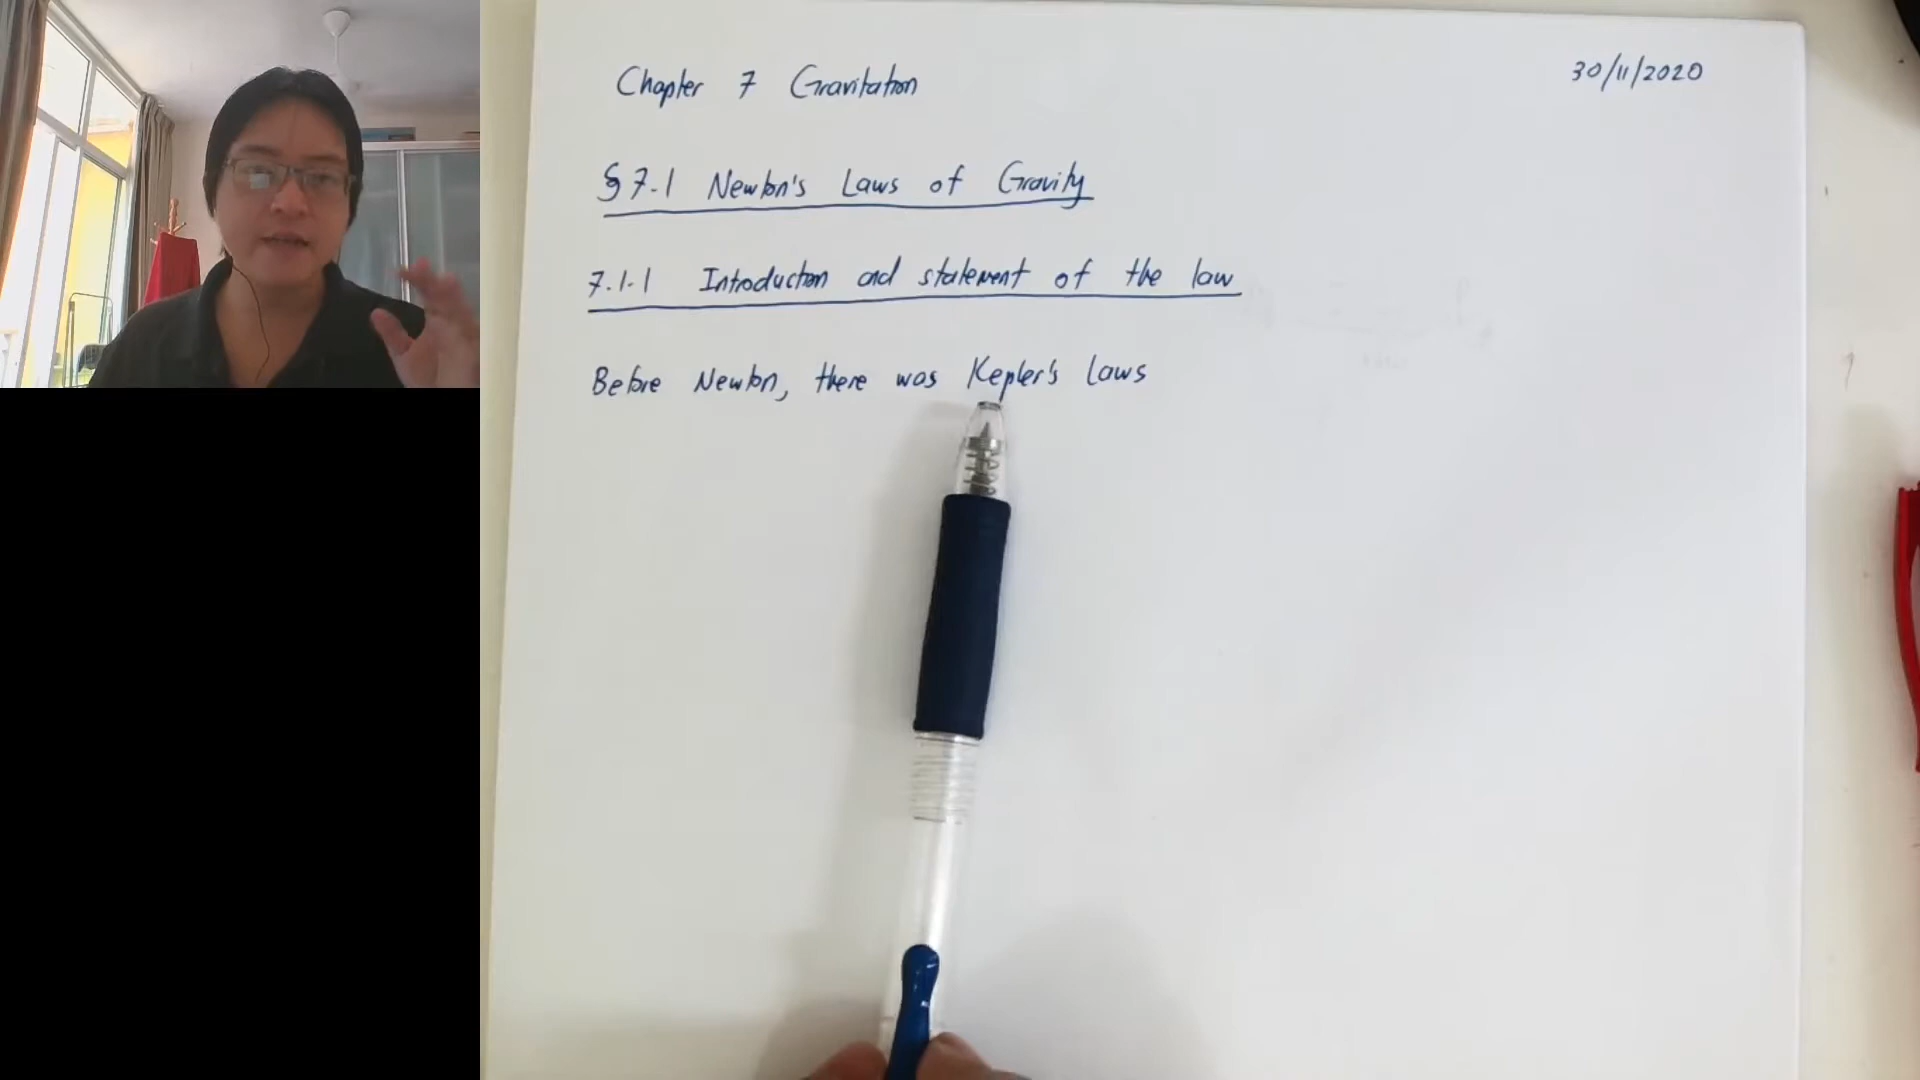 Chapter 7 Gravitation
30/11/2020
§7.1 Newton's Laws of Gravity
7.1.1 Introduction and statement of the law
Before Newton, there was Kepler's Laws